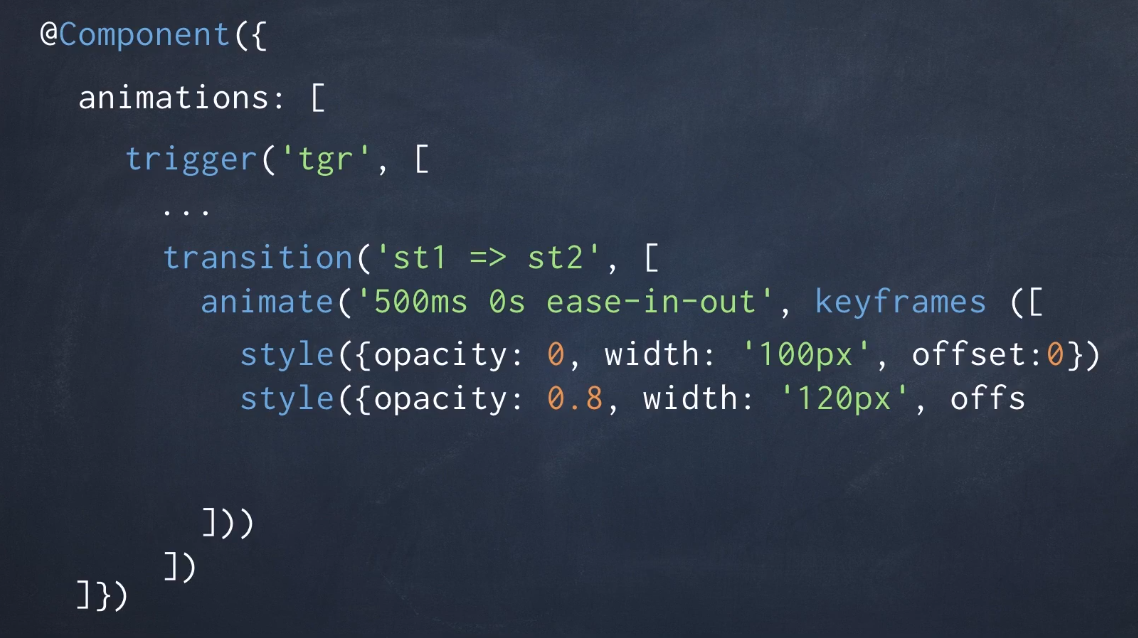 @Component({
animations: [
trigger('tgr', [
...
transition('st1 => st2', [
animate('500ms 0s ease-in-out', keyframes ([
style({opacity: 0, width: '100px', offset:0})
style({opacity: 0.8, width: '120px', offs
]))
])
]})